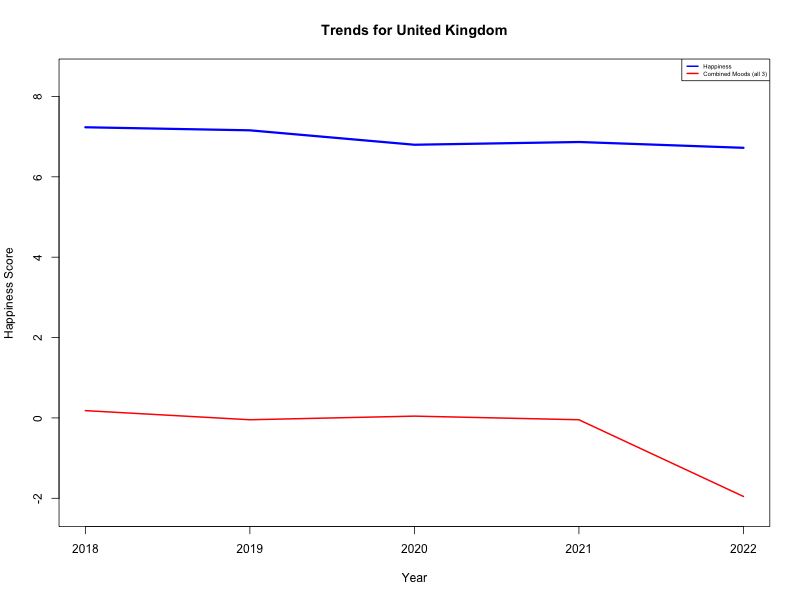 Trends for United Kingdom
Happiness
Combined Moods (all 3)
Happiness Score
8
6
4
2
0
-2
2018 2019 2020 2021 2022
Year